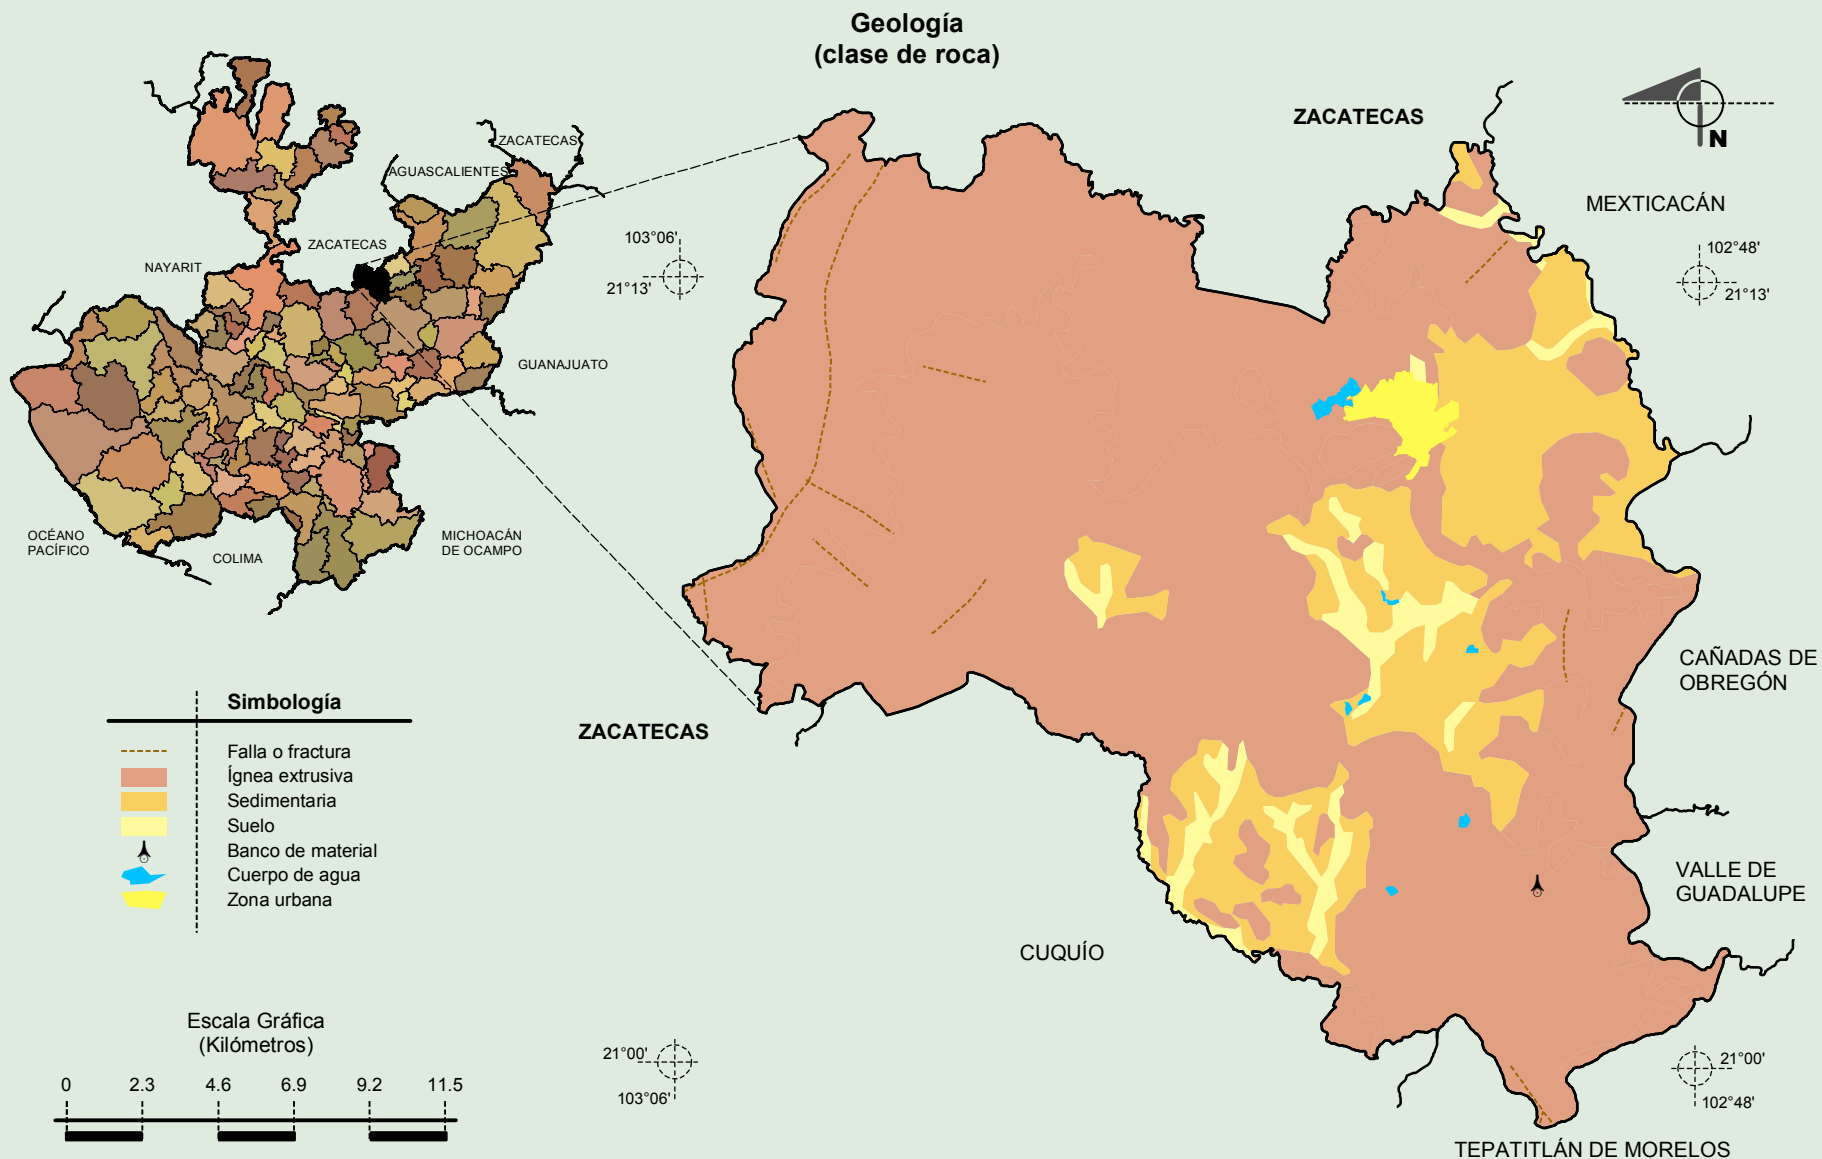 Geología
(clase de roca)
ZACATECAS
N
MEXTICACÁN
ZACATECAS
AGUASCALIENTES
ZACATECAS
NAYARIT
GUANAJUATO
OCÉANO
PACÍFICO
COLIMA
MICHOACÁN
DE OCAMPO
103°06'
21°13'
102°48'
21°13'
CAÑADAS DE
OBREGÓN
ZACATECAS
VALLE DE
GUADALUPE
CUQUÍO
21°00'
103°06'
21°00'
102°48'
TEPATITLÁN DE MORELOS
Simbología
Falla o fractura
Ígnea extrusiva
Sedimentaria
Suelo
Banco de material
Cuerpo de agua
Zona urbana
Escala Gráfica
(Kilómetros)
0 2.3 4.6 6.9 9.2 11.5